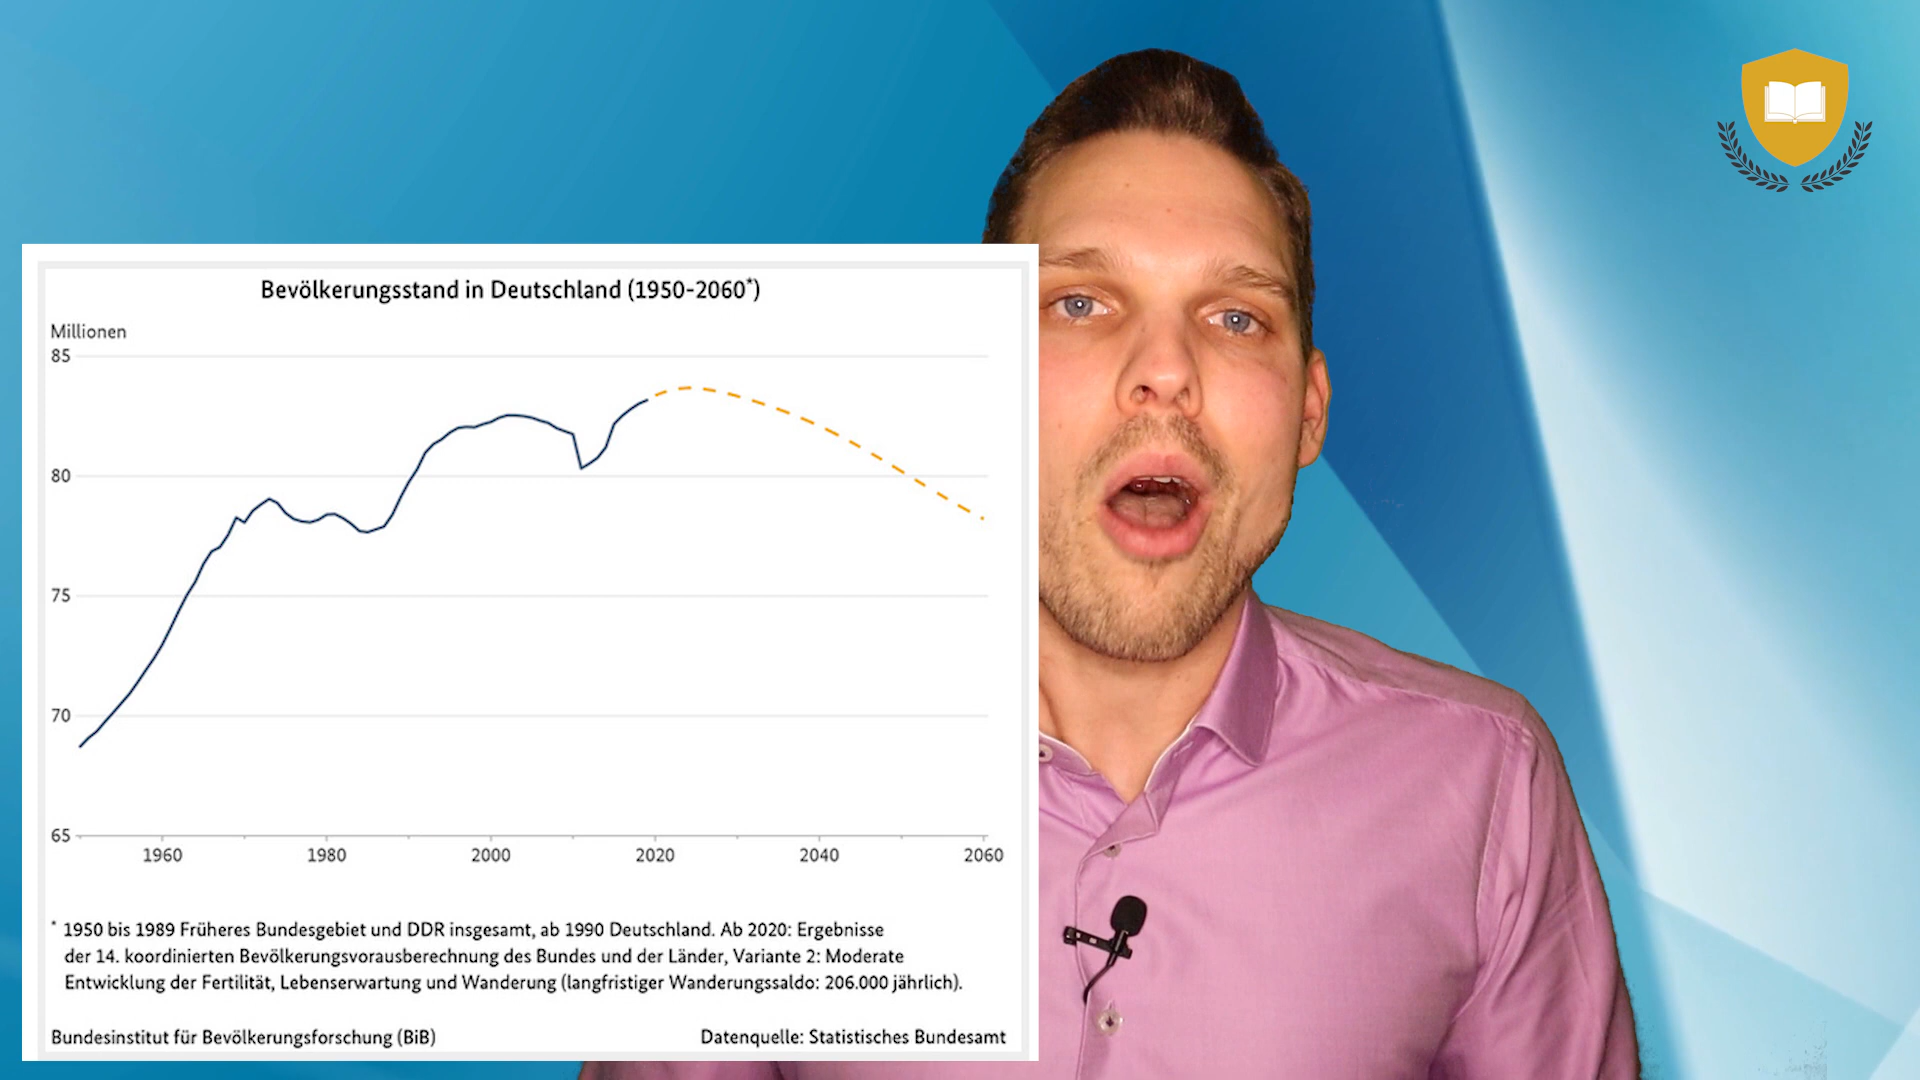 Bevölkerungsstand in Deutschland (1950-2060*)
Millionen
85
80
75
70
65
1960 1980 2000 2020 2040 2060
* 1950 bis 1989 Früheres Bundesgebiet und DDR insgesamt, ab 1990 Deutschland. Ab 2020: Ergebnisse
der 14. koordinierten Bevölkerungsvorausberechnung des Bundes und der Länder, Variante 2: Moderate
Entwicklung der Fertilität, Lebenserwartung und Wanderung (langfristiger Wanderungssaldo: 206.000 jährlich).
Bundesinstitut für Bevölkerungsforschung (BiB) Datenquelle: Statistisches Bundesamt